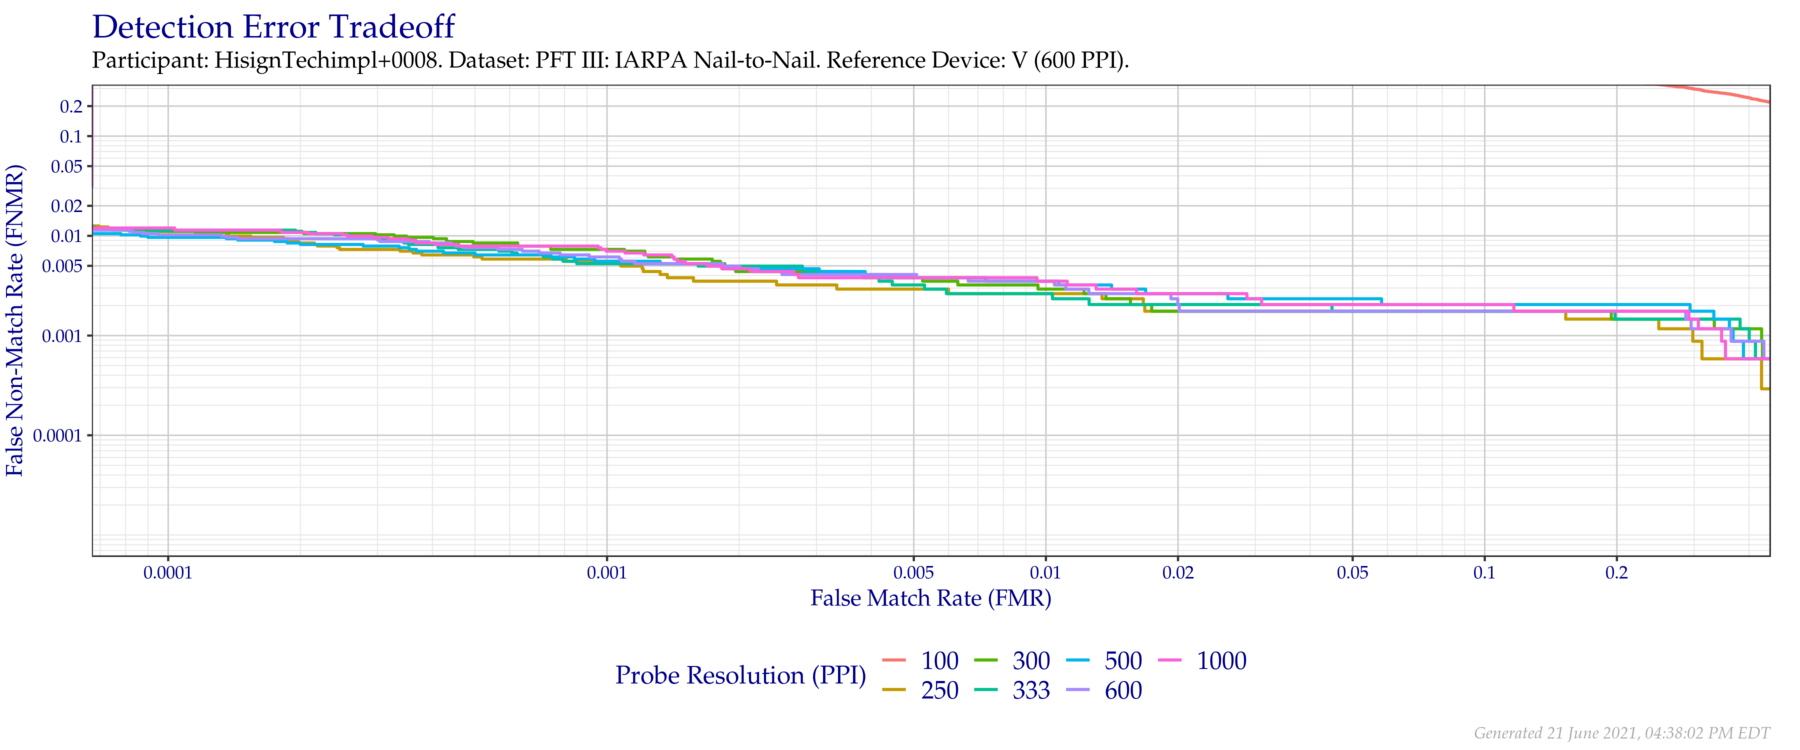 Detection Error Tradeoff
Participant: HisignTechimpl+0008. Dataset: PFT III: IARPA Nail-to-Nail. Reference Device: V (600 PPI).
False Non-Match Rate (FNMR)
0.2
0.1
0.05
0.02
0.01
0.005
0.001
0.0001
0.0001 0.001 0.005 0.01 0.02 0.05 0.1 0.2
False Match Rate (FMR)
Probe Resolution (PPI)
100 300 500 1000
250 333 600
Generated 21 June 2021, 04:38:02 PM EDT